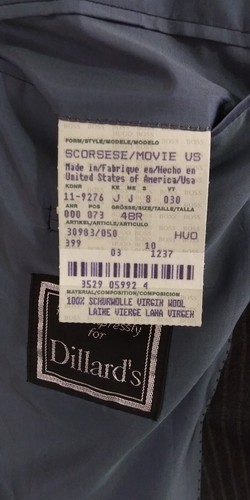 FORM/STYLE/MODELE/MODELO
SCORSESE/MOVIE US
Made in/Fabrique en/Hecho en
United States of America/Usa
KDNR KE ME B VT
11-9276 J J 8 030
ANR POS GRÖSSE/SIZE/TAILLE/TALLA
000 073 48R
ARTIKEL/ARTICLE/ARTICULO
30983/050 HUO
399 10
03 1237
3529 05992 4
MATERIAL/COMPOSITION/COMPOSICION
100% SCHURWOLLE VIRGIN WOOL
LAINE VIERGE LANA VIRGEN
for
Dillard's